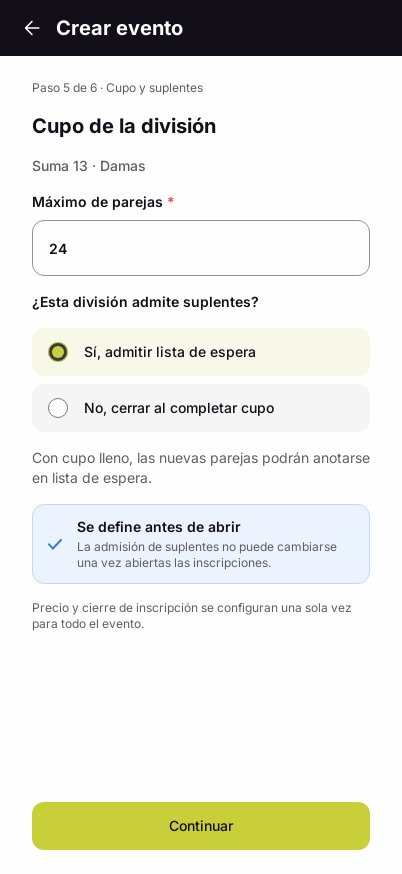 Crear evento
Paso 5 de 6 · Cupo y suplentes
Cupo de la división
Suma 13 · Damas
Máximo de parejas *
24
¿Esta división admite suplentes?
Sí, admitir lista de espera
No, cerrar al completar cupo
Con cupo lleno, las nuevas parejas podrán anotarse
en lista de espera.
Se define antes de abrir
La admisión de suplentes no puede cambiarse
una vez abiertas las inscripciones.
Precio y cierre de inscripción se configuran una sola vez
para todo el evento.
Continuar